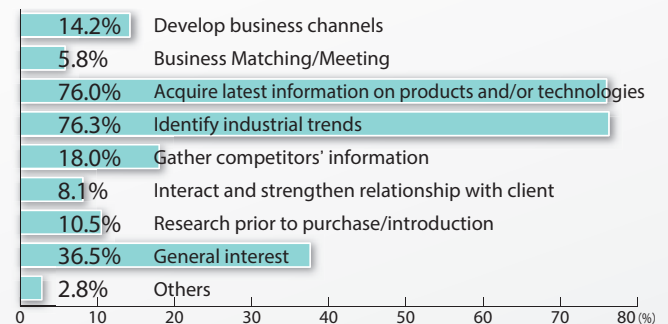 14.2% Develop business channels
5.8% Business Matching/Meeting
76.0% Acquire latest information on products and/or technologies
76.3% Identify industrial trends
18.0% Gather competitors' information
8.1% Interact and strengthen relationship with client
10.5% Research prior to purchase/introduction
36.5% General interest
2.8% Others
0 10 20 30 40 50 60 70 80 (%)